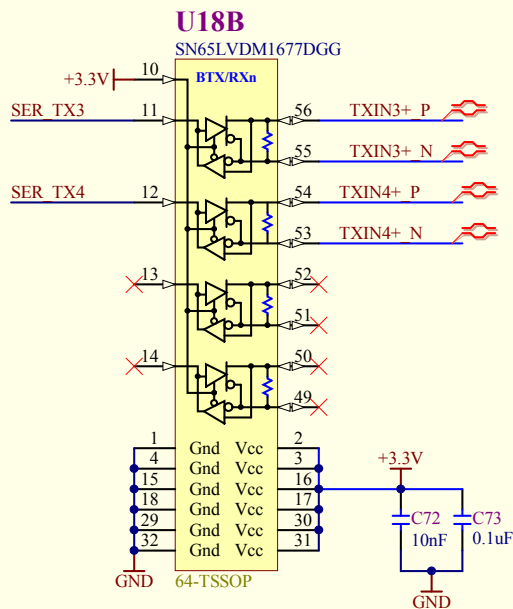 U18B
SN65LVDM1677DGG
+3.3V 10 BTX/RXn
SER_TX3 11 56 TXIN3+_P
55 TXIN3+_N
SER_TX4 12 54 TXIN4+_P
53 TXIN4+_N
13 52
51
14 50
49
1 Gnd Vcc 2
4 Gnd Vcc 3
15 Gnd Vcc 16 +3.3V
18 Gnd Vcc 17
29 Gnd Vcc 30
32 Gnd Vcc 31
C72 C73
10nF 0.1uF
GND 64-TSSOP GND